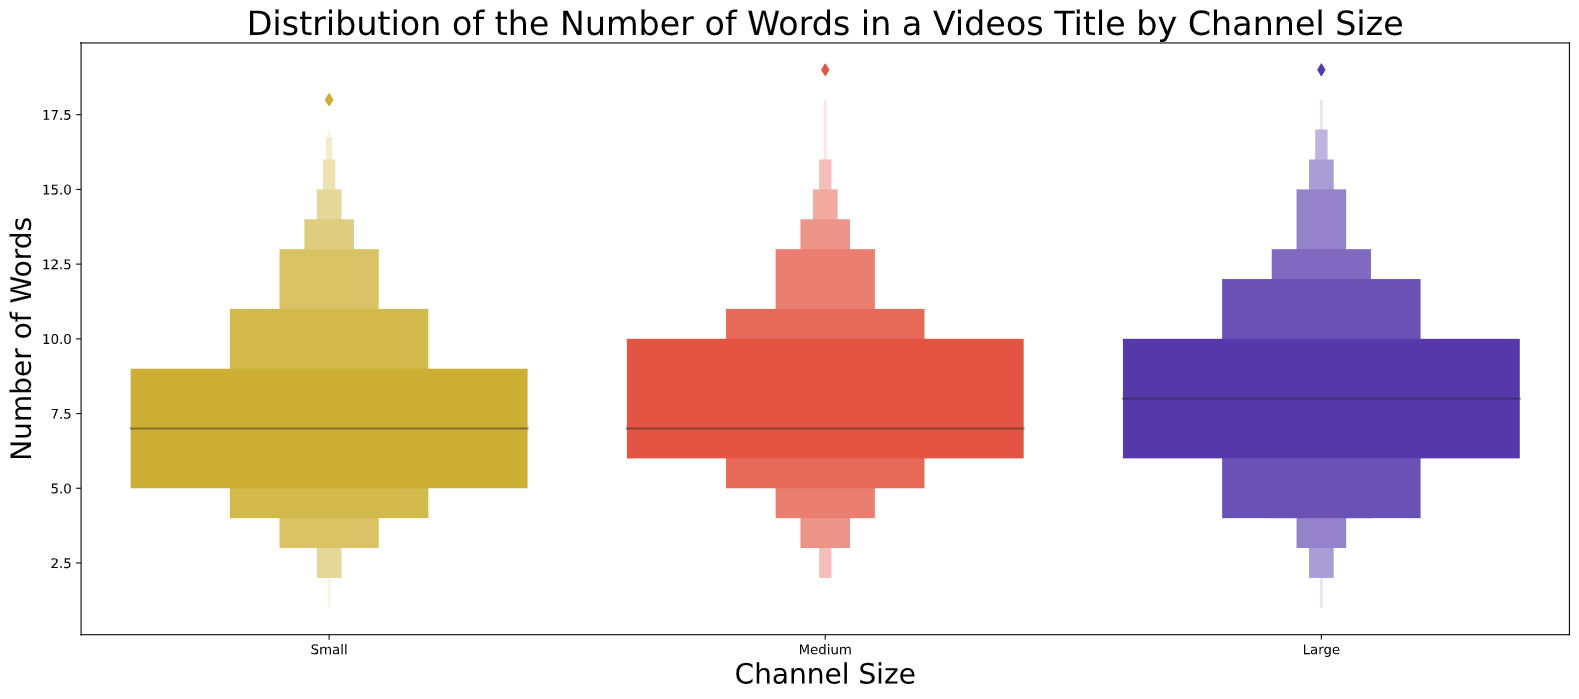 Distribution of the Number of Words in a Videos Title by Channel Size
Number of Words
17.5
15.0
12.5
10.0
7.5
5.0
2.5
Small
Medium
Large
Channel Size